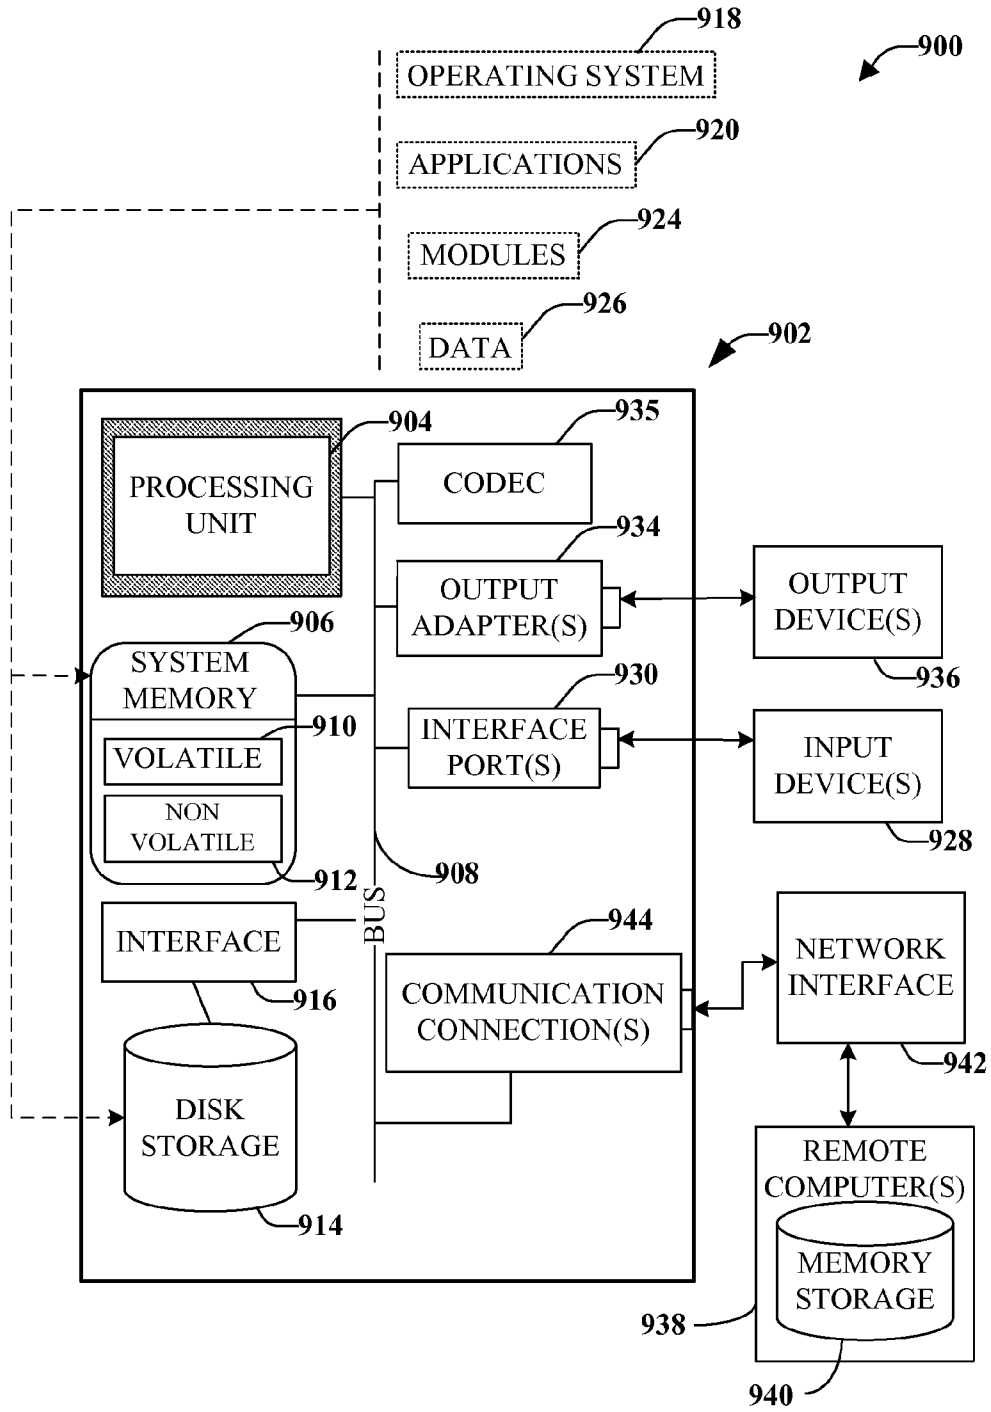 918
900
OPERATING SYSTEM
920
APPLICATIONS
924
MODULES
926
DATA
902
904
PROCESSING
UNIT
935
CODEC
934
OUTPUT
ADAPTER(S)
OUTPUT
DEVICE(S)
936
906
SYSTEM
MEMORY
910
VOLATILE
NON
VOLATILE
912
930
INTERFACE
PORT(S)
INPUT
DEVICE(S)
928
908
BUS
INTERFACE
916
944
COMMUNICATION
CONNECTION(S)
NETWORK
INTERFACE
942
DISK
STORAGE
914
REMOTE
COMPUTER(S)
MEMORY
STORAGE
938
940